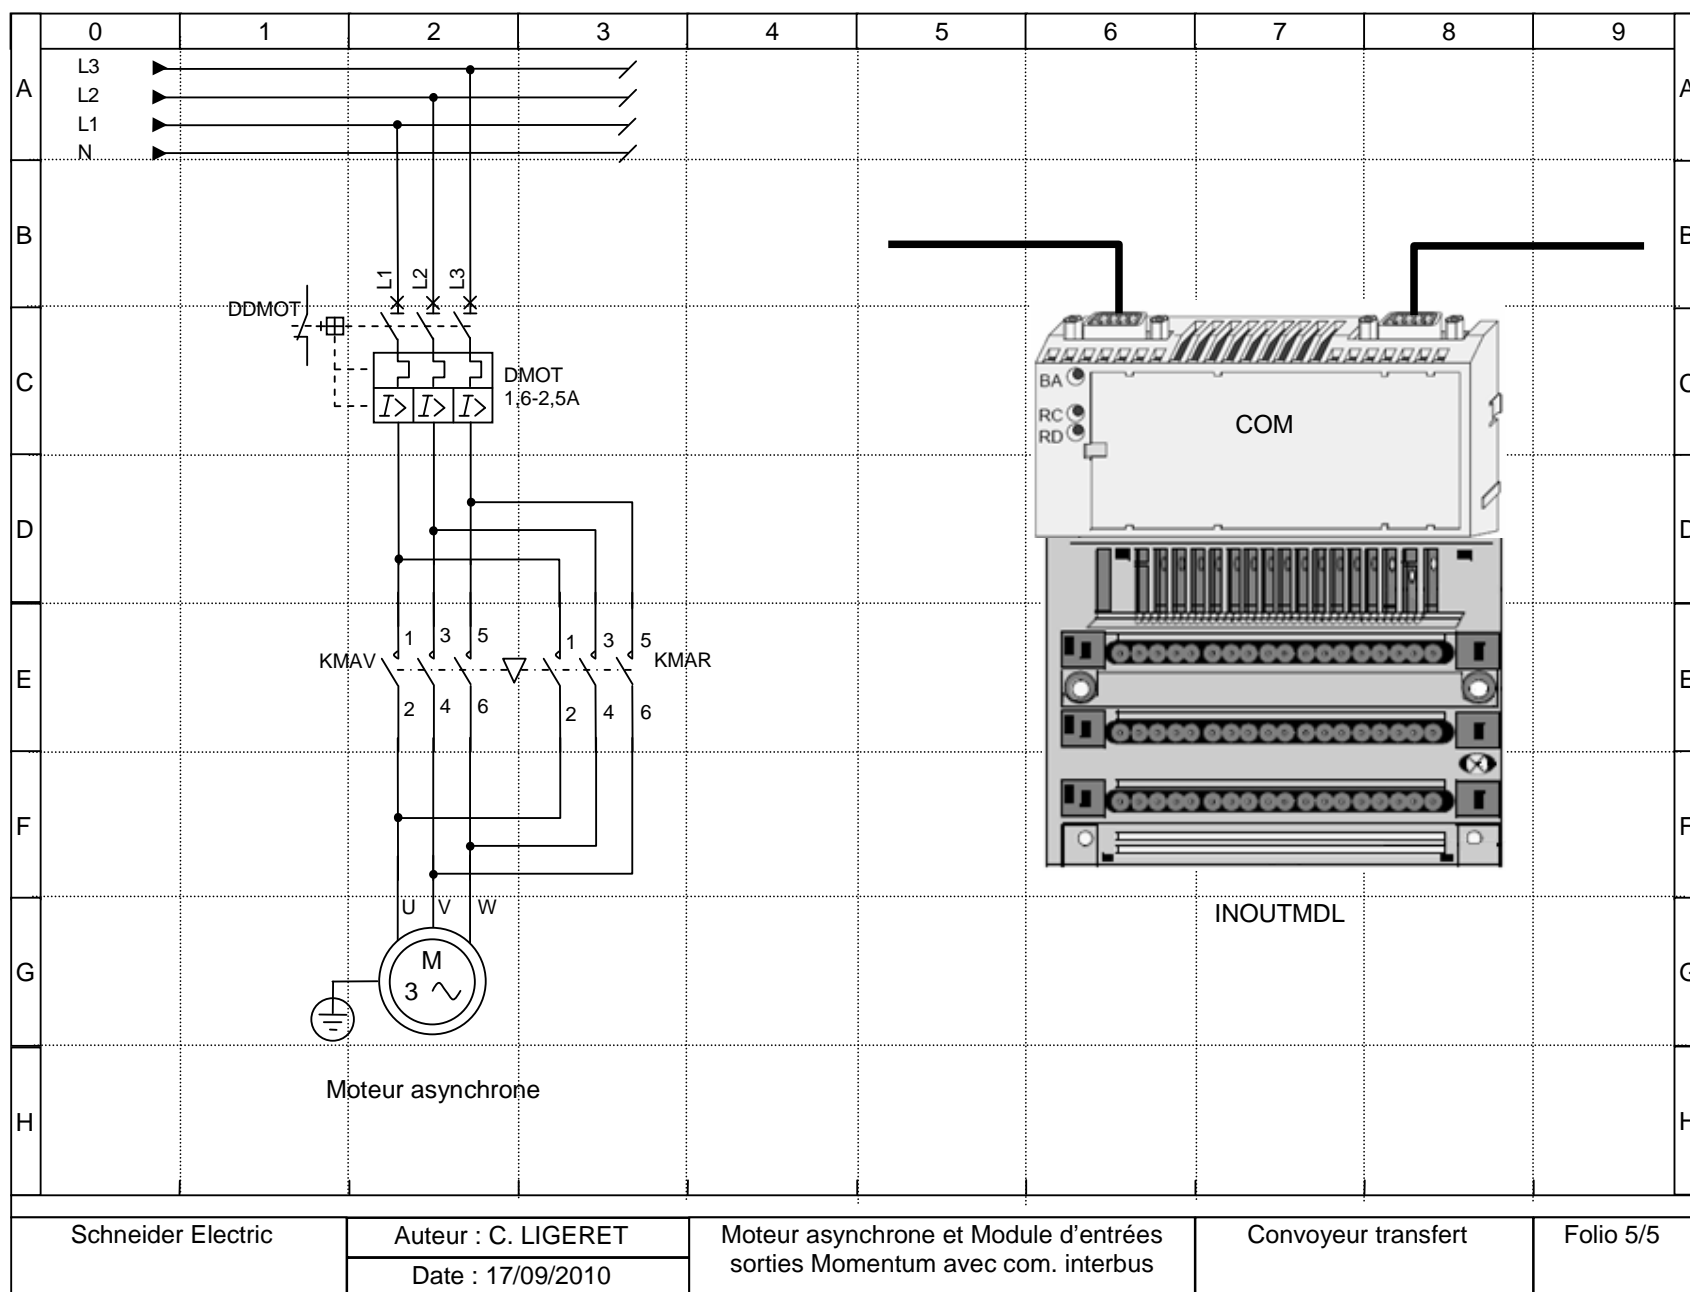 0 1 2 3 4 5 6 7 8 9
A L3 A
L2
L1
N
B B
L1 L2 L3
DDMOT
C DMOT C
1,6-2,5A
I> I> I>
BA
RC
RD
COM
D D
1 3 5 1 3 5
KMAV KMAR
E E
2 4 6 2 4 6
F F
U V W
INOUTMDL
G M G
3
Moteur asynchrone
H H
Schneider Electric
Auteur : C. LIGERET
Date : 17/09/2010
Moteur asynchrone et Module d'entrées
sorties Momentum avec com. interbus
Convoyeur transfert
Folio 5/5